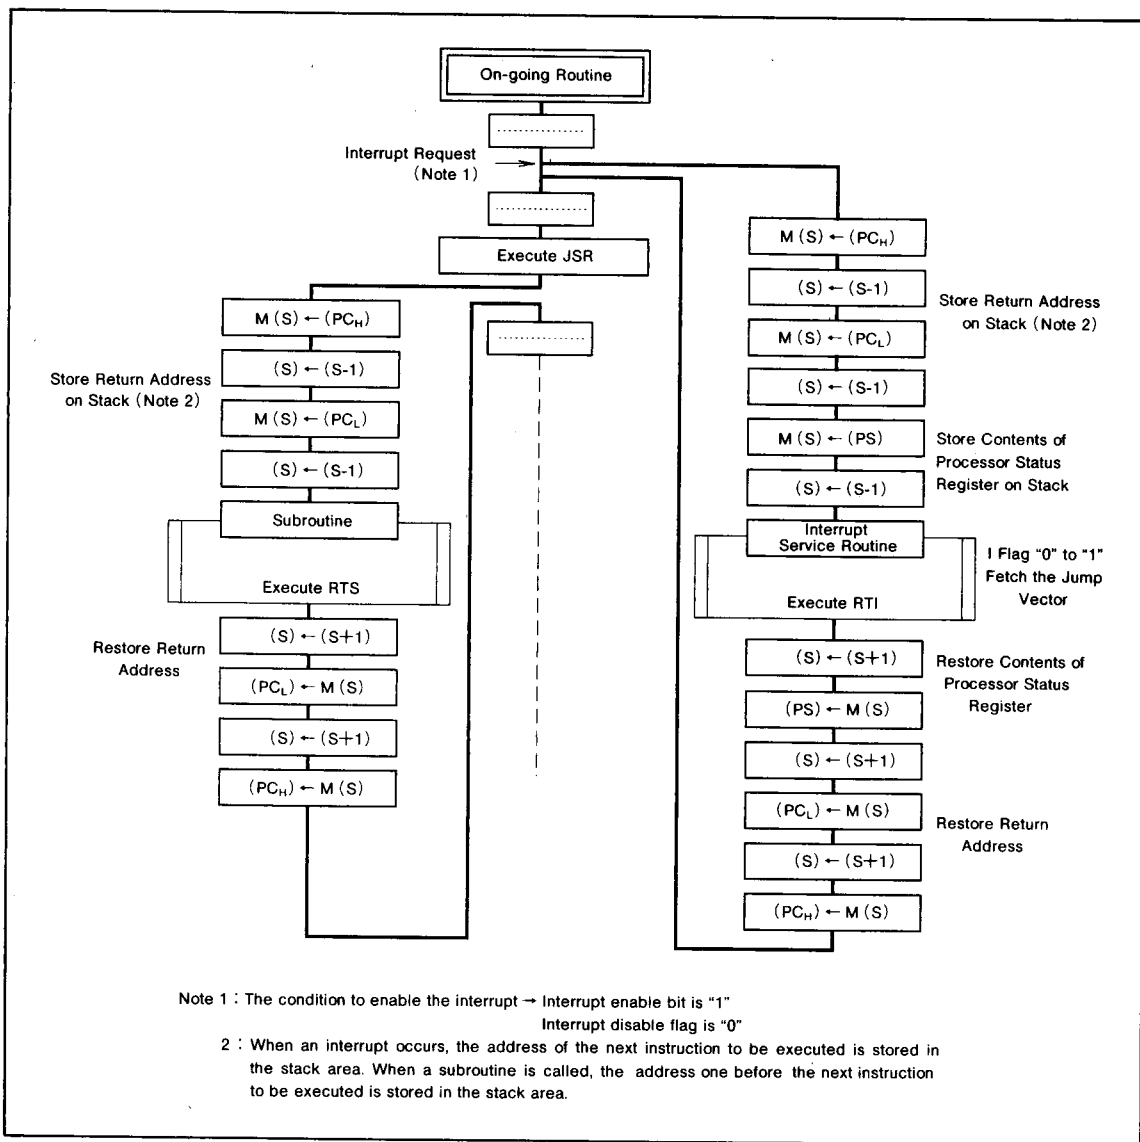 On-going Routine
...............
Interrupt Request
(Note 1)
...............
Execute JSR
M(S) ← (PCH)
(S) ← (S-1)
M(S) ← (PCL)
(S) ← (S-1)
Store Return Address
on Stack (Note 2)
Subroutine
Execute RTS
(S) ← (S+1)
Restore Return
Address
(PCL) ← M(S)
(S) ← (S+1)
(PCH) ← M(S)
...............
M(S) ← (PCH)
(S) ← (S-1)
Store Return Address
on Stack (Note 2)
M(S) ← (PCL)
(S) ← (S-1)
M(S) ← (PS)
Store Contents of
Processor Status
Register on Stack
(S) ← (S-1)
Interrupt
Service Routine
I Flag "0" to "1"
Fetch the Jump
Vector
Execute RTI
(S) ← (S+1)
Restore Contents of
Processor Status
Register
(PS) ← M(S)
(S) ← (S+1)
(PCL) ← M(S)
Restore Return
Address
(S) ← (S+1)
(PCH) ← M(S)
Note 1 : The condition to enable the interrupt → Interrupt enable bit is "1"
Interrupt disable flag is "0"
2 : When an interrupt occurs, the address of the next instruction to be executed is stored in
the stack area. When a subroutine is called, the address one before the next instruction
to be executed is stored in the stack area.